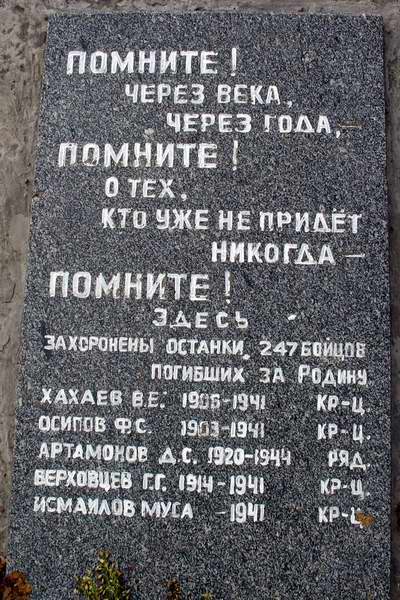 ПОМНИТЕ!
ЧЕРЕЗ ВЕКА,
ЧЕРЕЗ ГОДА,—
ПОМНИТЕ!
О ТЕХ,
КТО УЖЕ НЕ ПРИДЁТ
НИКОГДА—
ПОМНИТЕ!
ЗДЕСЬ
ЗАХОРОНЕНЫ ОСТАНКИ 247 БОЙЦОВ
ПОГИБШИХ ЗА РОДИНУ
ХАХАЕВ В.Е. 1905-1941 КР-Ц.
ОСИПОВ Ф.С. 1903-1941 КР-Ц.
АРТАМОНОВ Д.С. 1920-1944 РЯД.
ВЕРХОВЦЕВ Г.Г. 1914-1941 КР-Ц.
ИСМАИЛОВ МУСА -1941 КР-Ц